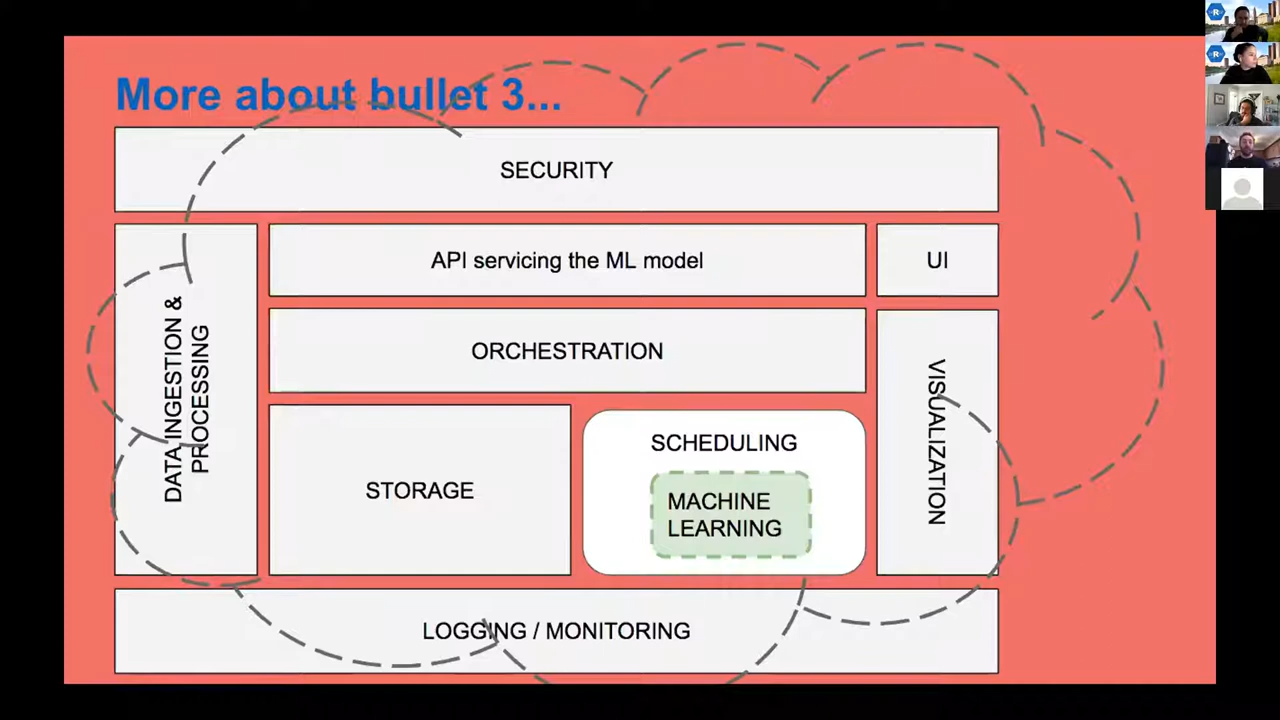 More about bullet 3...
SECURITY
DATA INGESTION &
PROCESSING
API servicing the ML model
UI
ORCHESTRATION
STORAGE
SCHEDULING
MACHINE
LEARNING
VISUALIZATION
LOGGING / MONITORING
R
R